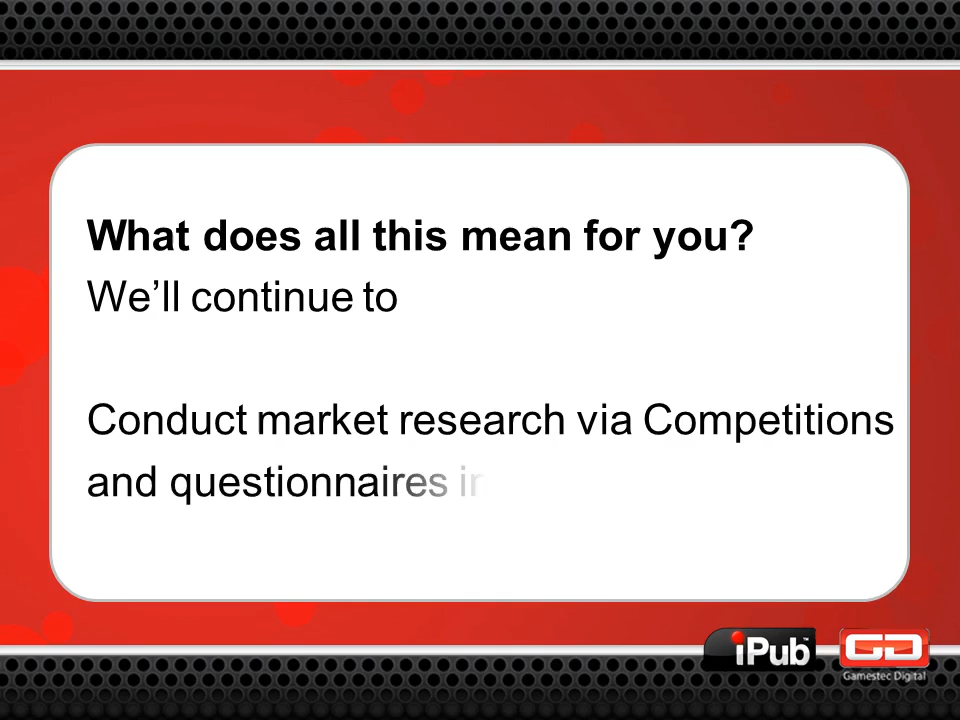 What does all this mean for you?
We’ll continue to
Conduct market research via Competitions
and questionnaires
iPub™
GD
Gamestec Digital